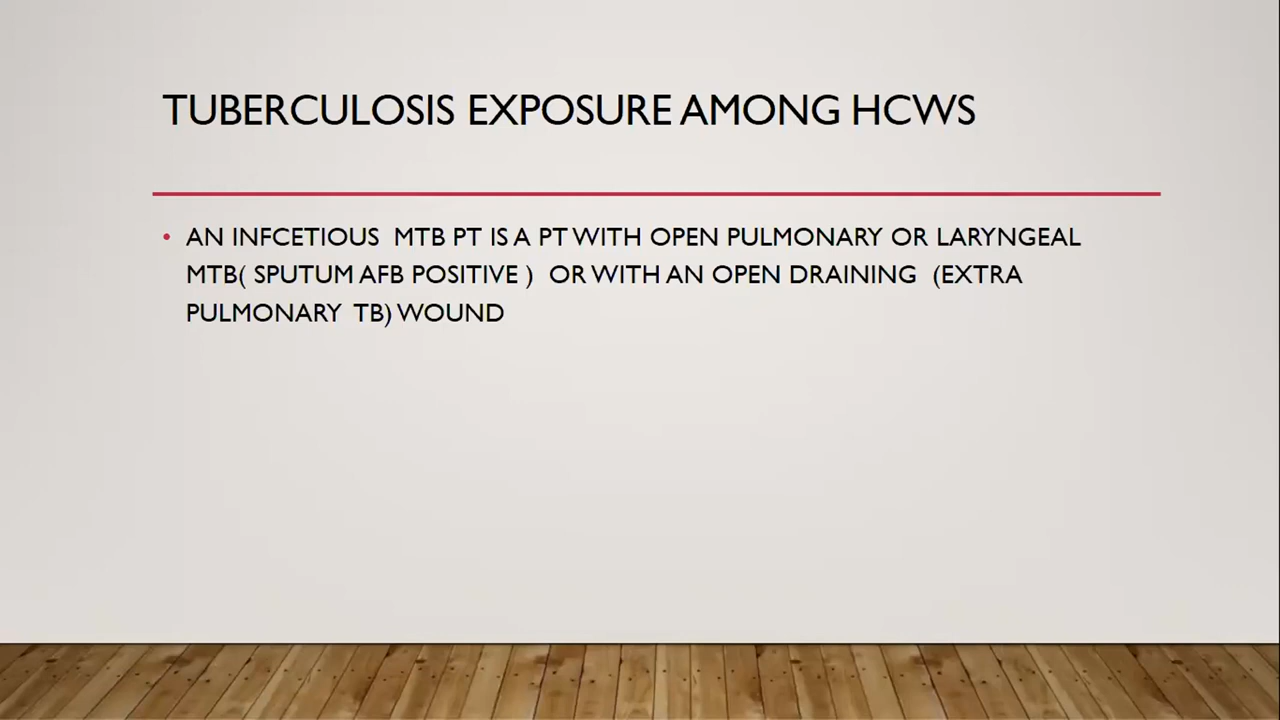 TUBERCULOSIS EXPOSURE AMONG HCWS
• AN INFCETIOUS MTB PT IS A PT WITH OPEN PULMONARY OR LARYNGEAL
MTB( SPUTUM AFB POSITIVE ) OR WITH AN OPEN DRAINING (EXTRA
PULMONARY TB) WOUND